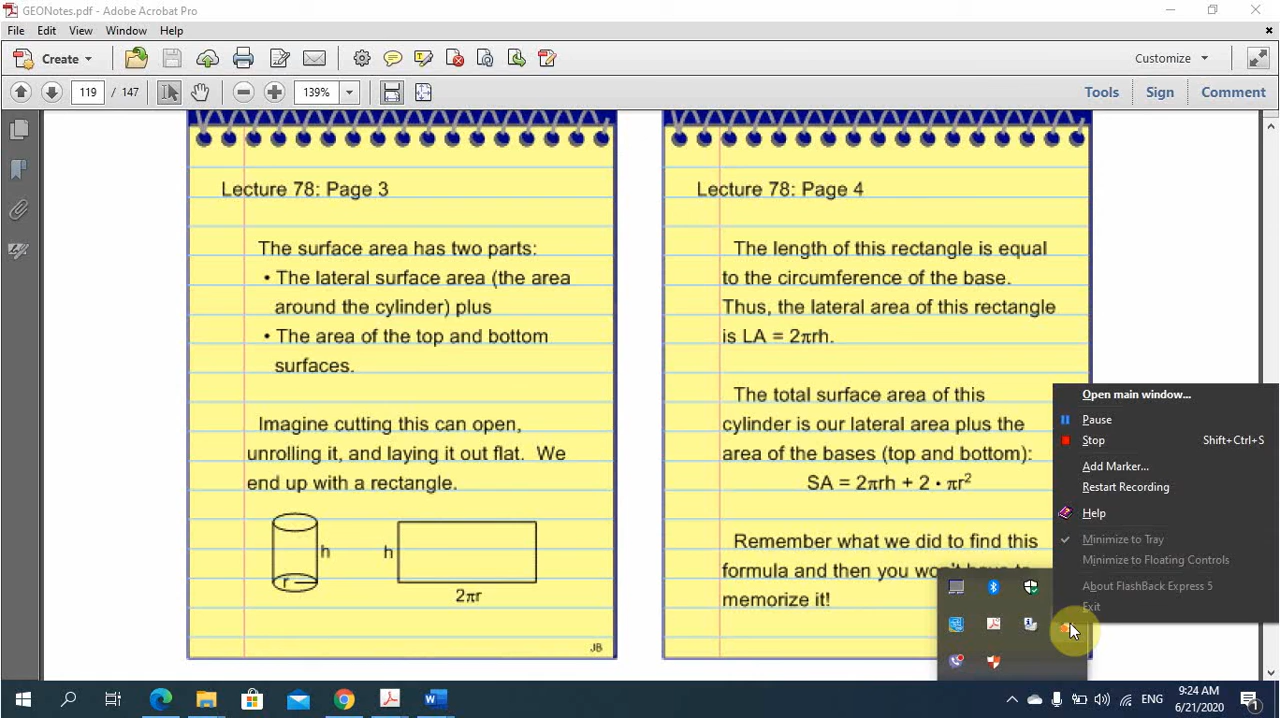 GEONotes.pdf - Adobe Acrobat Pro
File Edit View Window Help
Create Customize
119 / 147 139% Tools Sign Comment
Lecture 78: Page 3
The surface area has two parts:
• The lateral surface area (the area
around the cylinder) plus
• The area of the top and bottom
surfaces.
Imagine cutting this can open,
unrolling it, and laying it out flat. We
end up with a rectangle.
h h
r
2πr
JB
Lecture 78: Page 4
The length of this rectangle is equal
to the circumference of the base.
Thus, the lateral area of this rectangle
is LA = 2πrh.
The total surface area of this
cylinder is our lateral area plus the
area of the bases (top and bottom):
SA = 2πrh + 2 • πr²
Remember what we did to find this
formula and then you won't have to
memorize it!
Open main window...
Pause
Stop Shift+Ctrl+S
Add Marker...
Restart Recording
Help
Minimize to Tray
Minimize to Floating Controls
About FlashBack Express 5
Exit
ENG
9:24 AM
6/21/2020
1